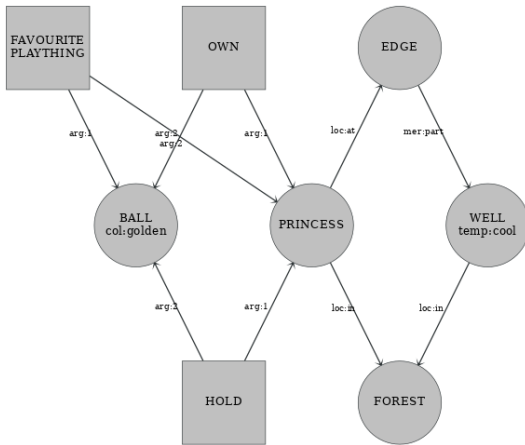 FAVOURITE
PLAYTHING
OWN
EDGE
arg:1
arg:2
arg:2
arg:1
loc:at
mer:part
BALL
col:golden
PRINCESS
WELL
temp:cool
arg:2
arg:1
loc:in
loc:in
HOLD
FOREST